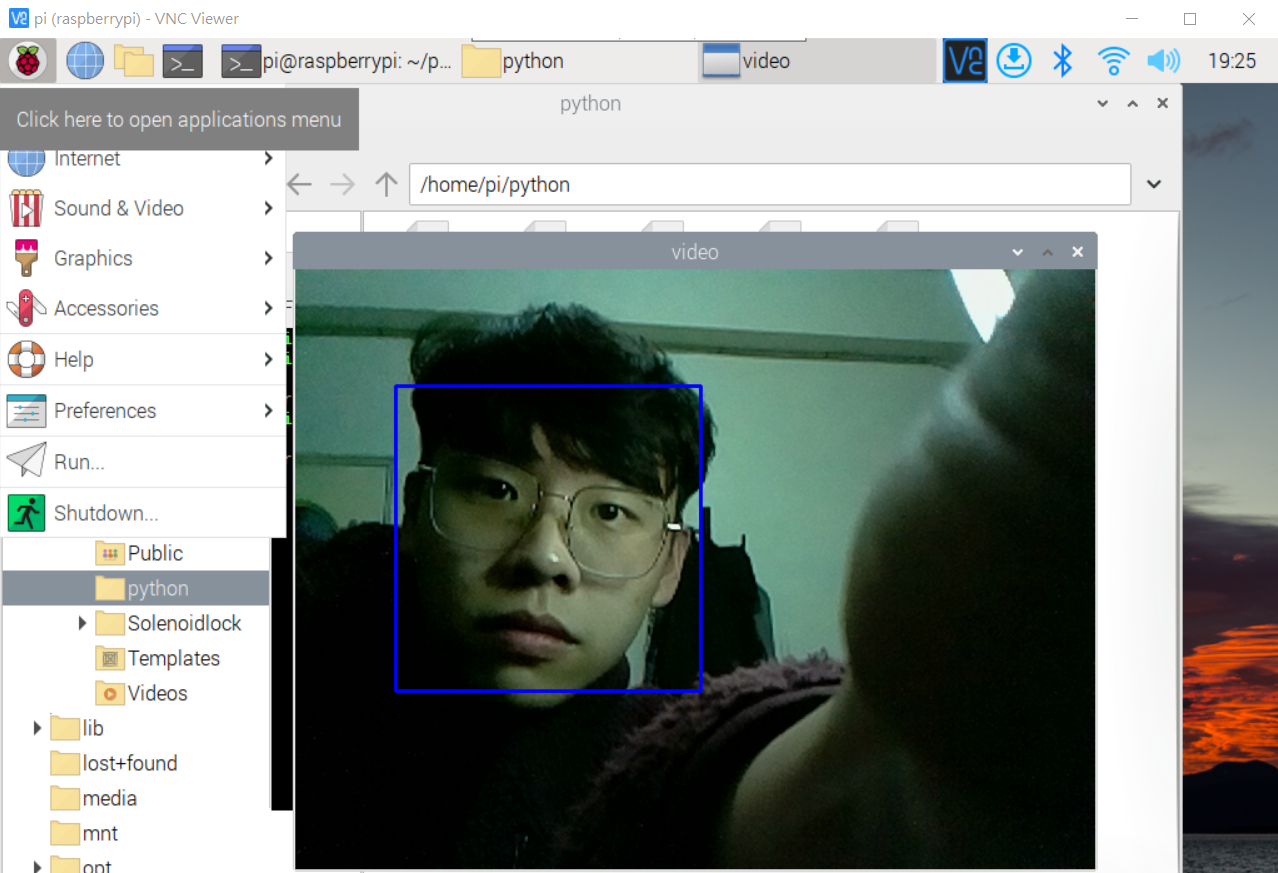 pi (raspberrypi) - VNC Viewer
pi@raspberrypi: ~/p...
python
video
19:25
Click here to open applications menu
python
Internet
/home/pi/python
Sound & Video
video
Graphics
Accessories
Help
Preferences
Run...
Shutdown...
Public
python
Solenoidlock
Templates
Videos
lib
lost+found
media
mnt
opt